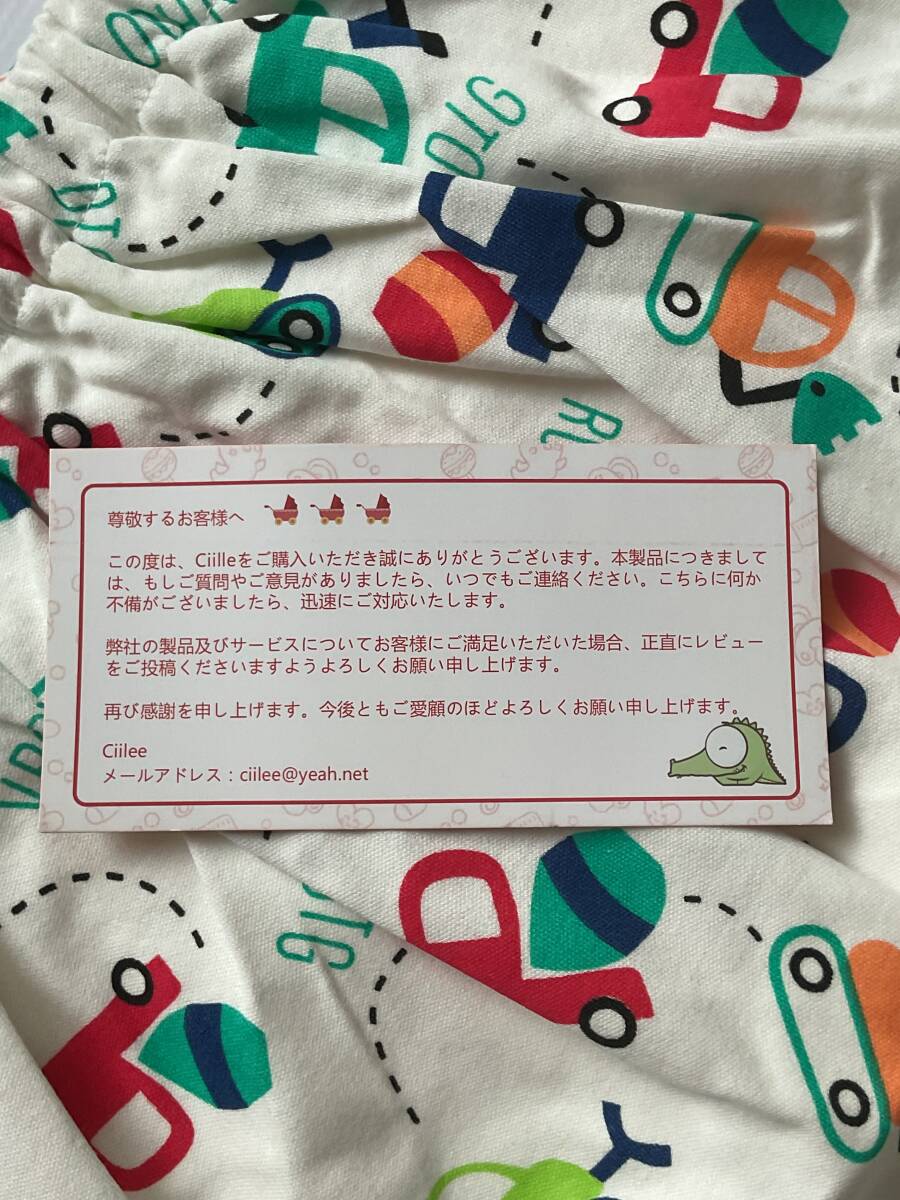 尊敬するお客様へ
この度は、Ciilleをご購入いただき誠にありがとうございます。本製品につきまして
は、もしご質問やご意見がありましたら、いつでもご連絡ください。こちらに何か
不備がございましたら、迅速にご対応いたします。
弊社の製品及びサービスについてお客様にご満足いただいた場合、正直にレビュー
をご投稿くださいますようよろしくお願い申し上げます。
再び感謝を申し上げます。今後ともご愛顧のほどよろしくお願い申し上げます。
Ciilee
メールアドレス：ciilee@yeah.net